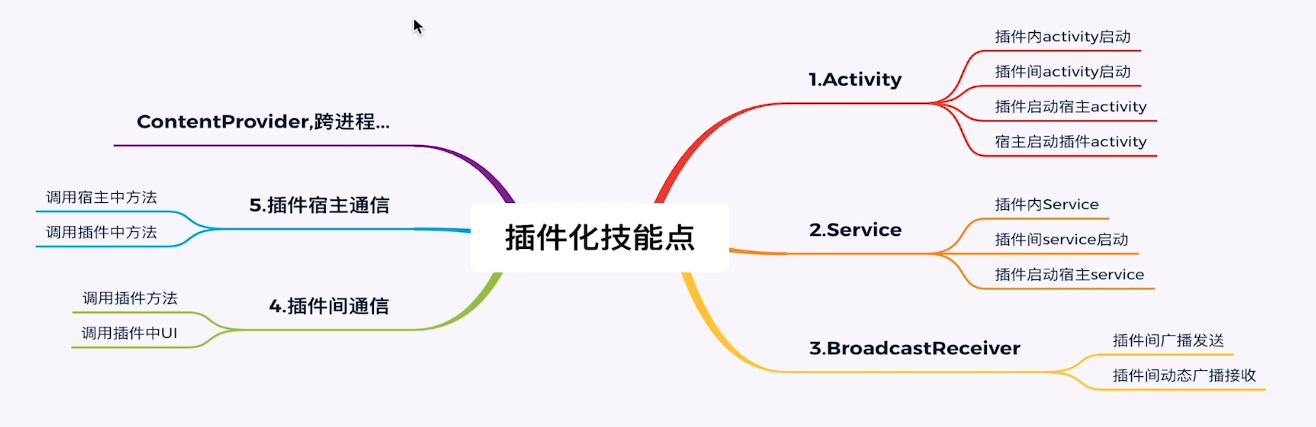 插件化技能点
1.Activity
插件内activity启动
插件间activity启动
插件启动宿主activity
宿主启动插件activity
2.Service
插件内Service
插件间service启动
插件启动宿主service
3.BroadcastReceiver
插件间广播发送
插件间动态广播接收
4.插件间通信
调用插件方法
调用插件中UI
5.插件宿主通信
调用宿主中方法
调用插件中方法
ContentProvider,跨进程...